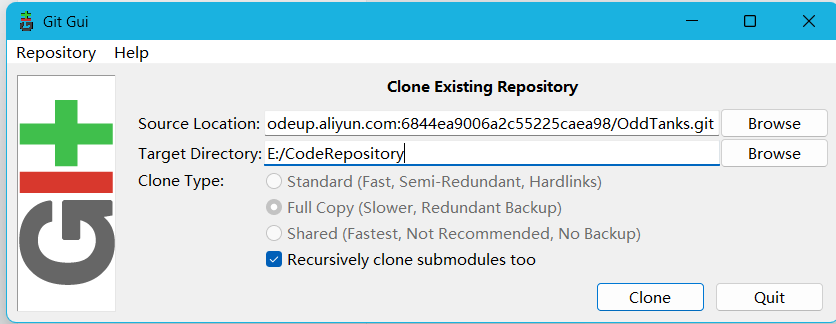 Git Gui
Repository Help
Clone Existing Repository
Source Location: odeup.aliyun.com:6844ea9006a2c55225caea98/OddTanks.git Browse
Target Directory: E:/CodeRepository Browse
Clone Type: Standard (Fast, Semi-Redundant, Hardlinks)
Full Copy (Slower, Redundant Backup)
Shared (Fastest, Not Recommended, No Backup)
Recursively clone submodules too
Clone Quit
GIt